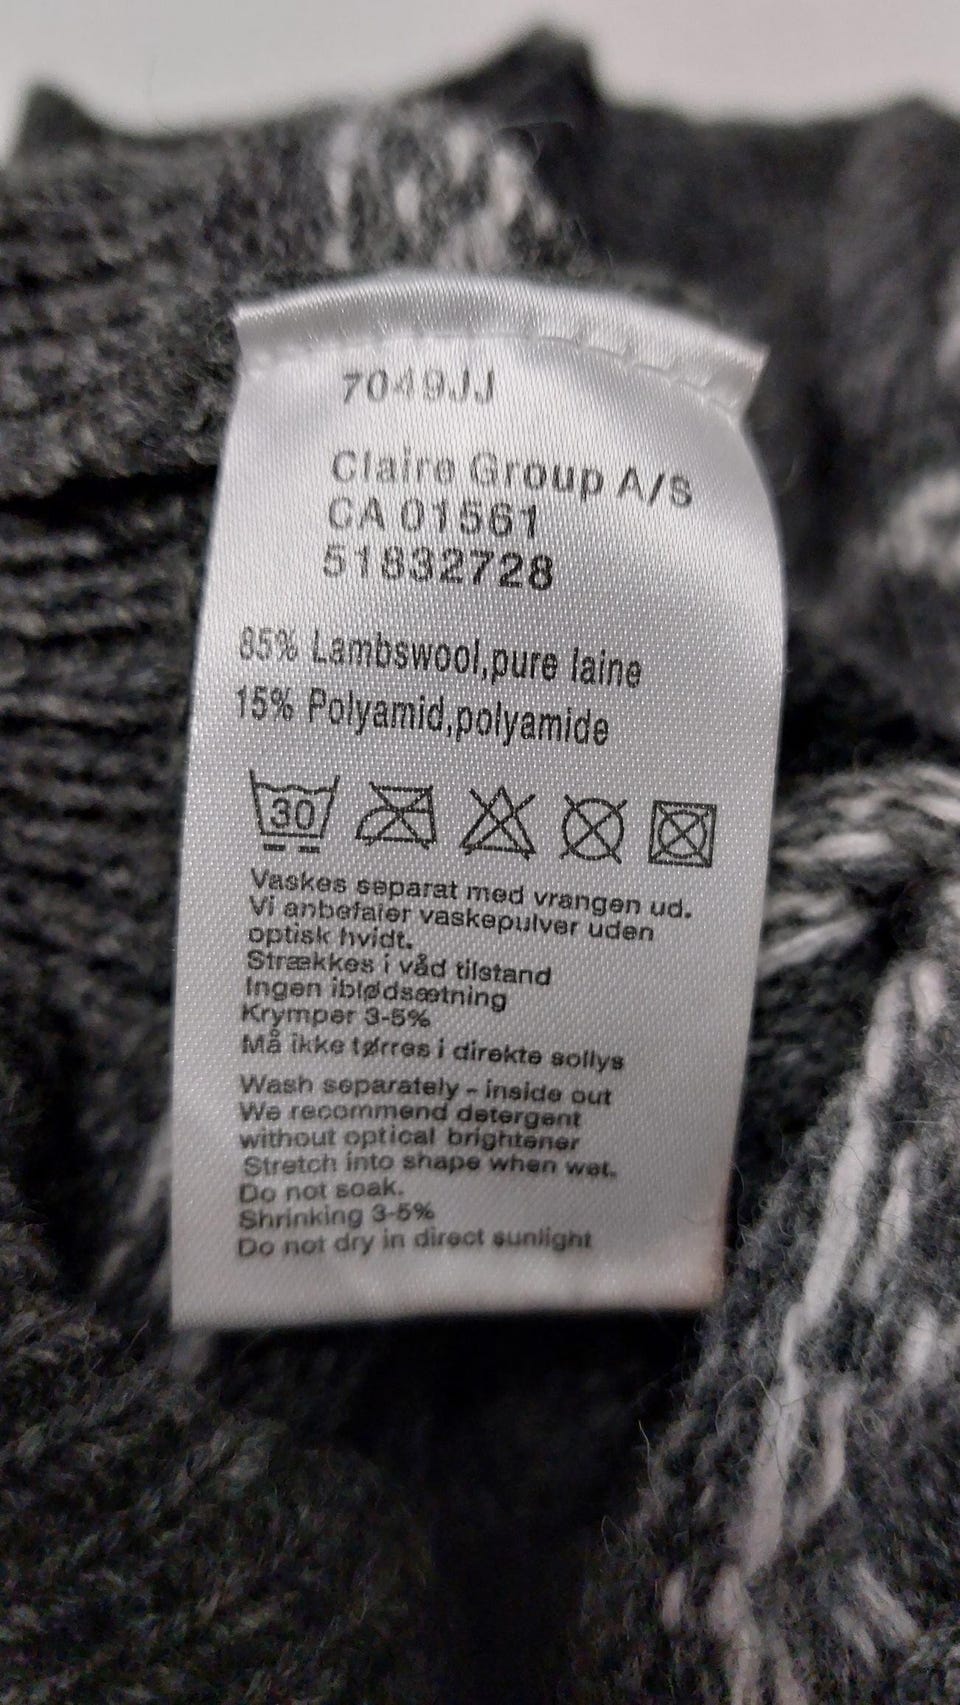 7049JJ
Claire Group A/S
CA 01561
51832728
85% Lambswool,pure laine
15% Polyamid,polyamide
30
Vaskes separat med vrangen ud.
Vi anbefaler vaskepulver uden
optisk hvidt.
Strækkes i våd tilstand
Ingen iblødsætning
Krymper 3-5%
Må ikke tørres i direkte sollys
Wash separately - inside out
We recommend detergent
without optical brightener
Stretch into shape when wet.
Do not soak.
Shrinking 3-5%
Do not dry in direct sunlight